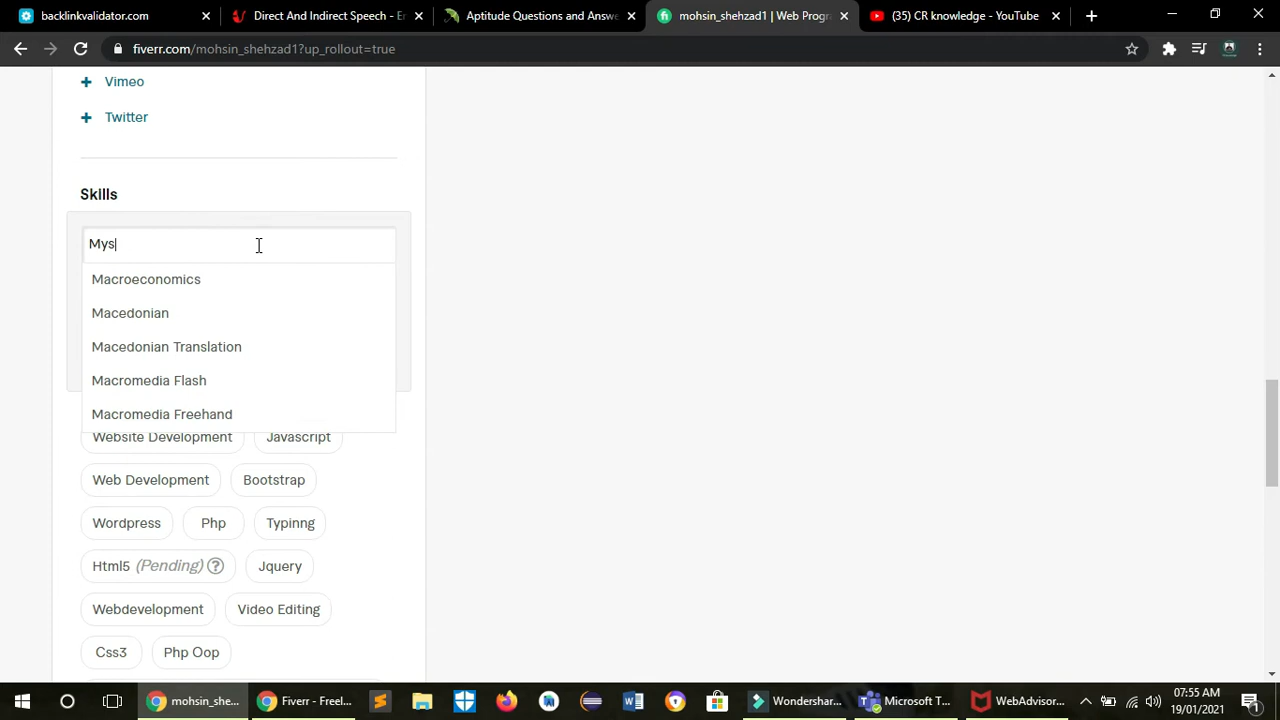 backlinkvalidator.com
Direct And Indirect Speech - E
Aptitude Questions and Answ
mohsin_shehzad1 | Web Progr
(35) CR knowledge - YouTube
fiverr.com/mohsin_shehzad1?up_rollout=true
+ Vimeo
+ Twitter
Skills
Mys
Macroeconomics
Macedonian
Macedonian Translation
Macromedia Flash
Macromedia Freehand
Website Development Javascript
Web Development Bootstrap
Wordpress Php Typinng
Html5 (Pending) ? Jquery
Webdevelopment Video Editing
Css3 Php Oop
mohsin_she...
Fiverr - Freel...
Wondershar...
Microsoft T...
WebAdvisor...
07:55 AM
19/01/2021
1